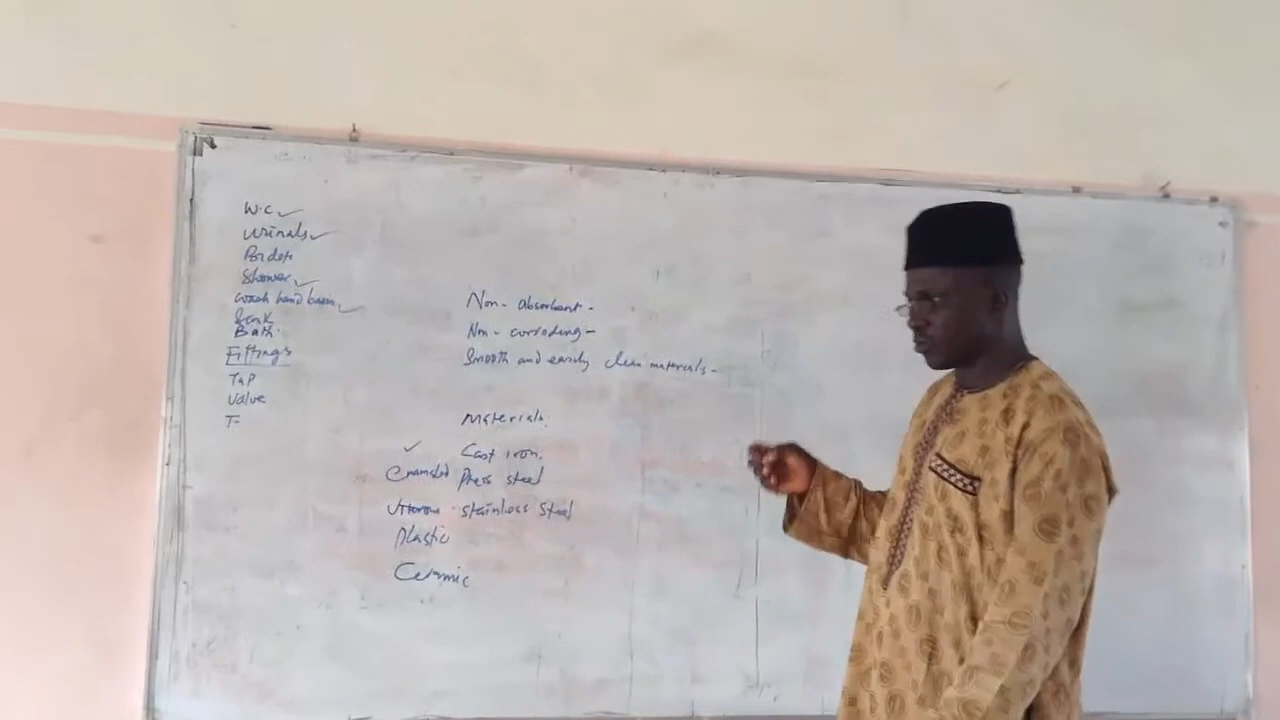 W.C
Urinals
Shower
wash hand basin
Sink
Bath.
Fittings
Tap
Valve
T-
Non - absorbent -
Non - corroding -
Smooth and easily clean materials -
Materials.
Cast iron.
Enameled Press steel
stainless steel
Plastic
Ceramic